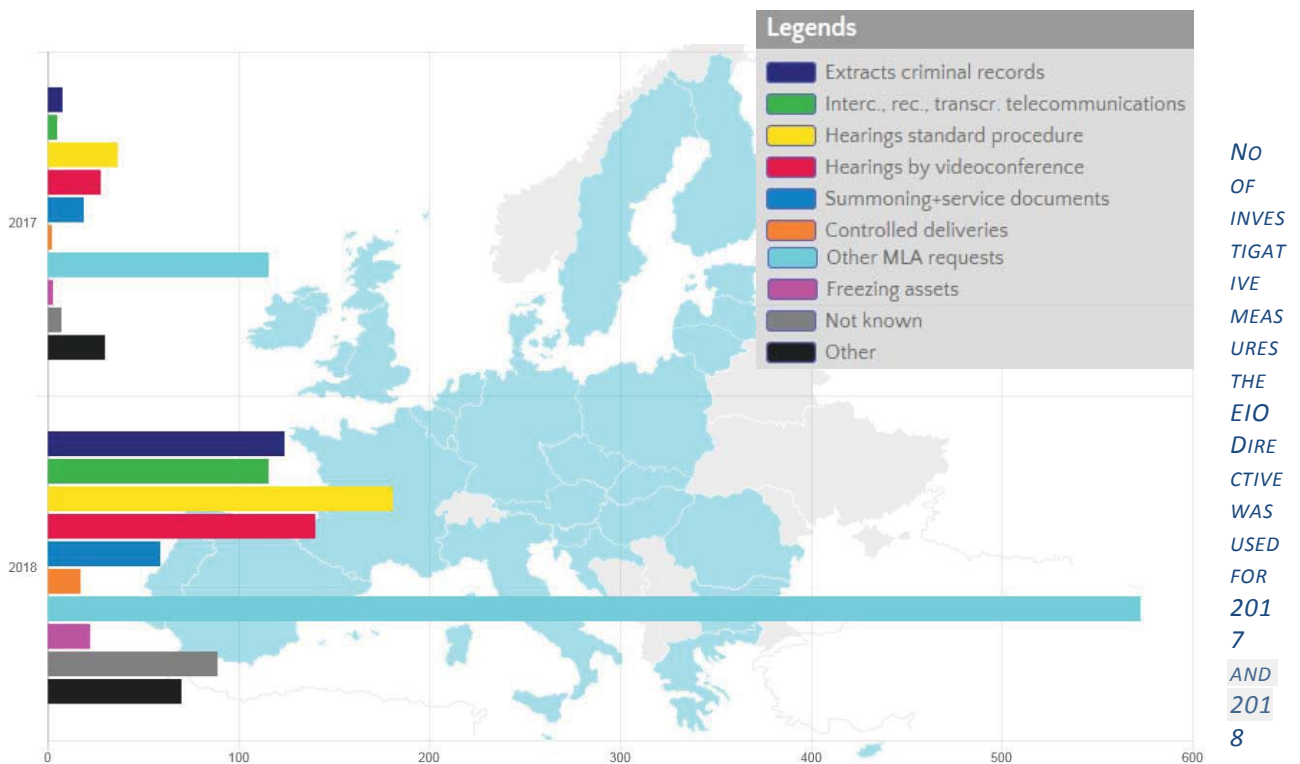 Legends
Extracts criminal records
Interc., rec., transcr. telecommunications
Hearings standard procedure
Hearings by videoconference
Summoning+service documents
Controlled deliveries
Other MLA requests
Freezing assets
Not known
Other
2017
2018
0 100 200 300 400 500 600
NO
OF
INVES
TIGAT
IVE
MEAS
URES
THE
EIO
DIRE
CTIVE
WAS
USED
FOR
201
7
AND
201
8